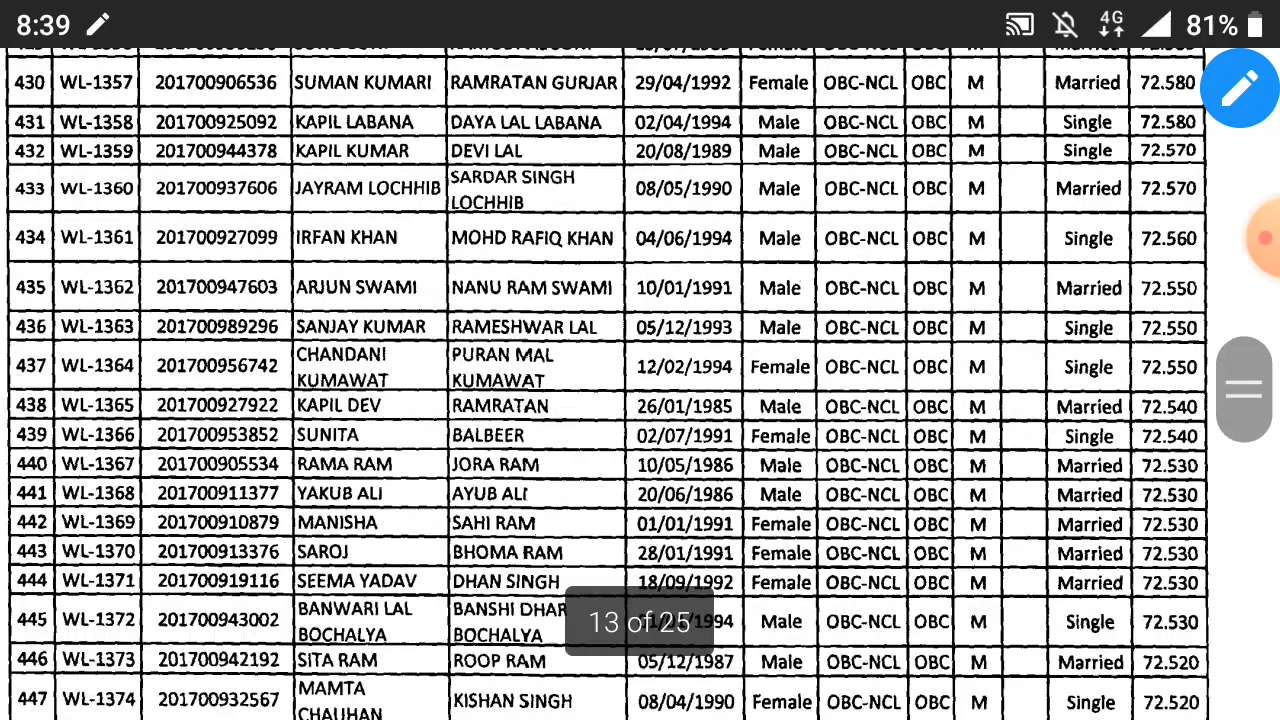 8:39 4G 81%
430 WL-1357 201700906536 SUMAN KUMARI RAMRATAN GURJAR 29/04/1992 Female OBC-NCL OBC M Married 72.580
431 WL-1358 201700925092 KAPIL LABANA DAYA LAL LABANA 02/04/1994 Male OBC-NCL OBC M Single 72.580
432 WL-1359 201700944378 KAPIL KUMAR DEVI LAL 20/08/1989 Male OBC-NCL OBC M Single 72.570
433 WL-1360 201700937606 JAYRAM LOCHHIB SARDAR SINGH LOCHHIB 08/05/1990 Male OBC-NCL OBC M Married 72.570
434 WL-1361 201700927099 IRFAN KHAN MOHD RAFIQ KHAN 04/06/1994 Male OBC-NCL OBC M Single 72.560
435 WL-1362 201700947603 ARJUN SWAMI NANU RAM SWAMI 10/01/1991 Male OBC-NCL OBC M Married 72.550
436 WL-1363 201700989296 SANJAY KUMAR RAMESHWAR LAL 05/12/1993 Male OBC-NCL OBC M Single 72.550
437 WL-1364 201700956742 CHANDANI KUMAWAT PURAN MAL KUMAWAT 12/02/1994 Female OBC-NCL OBC M Single 72.550
438 WL-1365 201700927922 KAPIL DEV RAMRATAN 26/01/1985 Male OBC-NCL OBC M Married 72.540
439 WL-1366 201700953852 SUNITA BALBEER 02/07/1991 Female OBC-NCL OBC M Single 72.540
440 WL-1367 201700905534 RAMA RAM JORA RAM 10/05/1986 Male OBC-NCL OBC M Married 72.530
441 WL-1368 201700911377 YAKUB ALI AYUB ALI 20/06/1986 Male OBC-NCL OBC M Married 72.530
442 WL-1369 201700910879 MANISHA SAHI RAM 01/01/1991 Female OBC-NCL OBC M Married 72.530
443 WL-1370 201700913376 SAROJ BHOMA RAM 28/01/1991 Female OBC-NCL OBC M Married 72.530
444 WL-1371 201700919116 SEEMA YADAV DHAN SINGH 18/09/1992 Female OBC-NCL OBC M Married 72.530
445 WL-1372 201700943002 BANWARI LAL BOCHALYA BANSHI DHAR BOCHALYA Male OBC-NCL OBC M Single 72.530
13 of 25
446 WL-1373 201700942192 SITA RAM ROOP RAM 05/12/1987 Male OBC-NCL OBC M Married 72.520
447 WL-1374 201700932567 MAMTA CHAUHAN KISHAN SINGH 08/04/1990 Female OBC-NCL OBC M Single 72.520